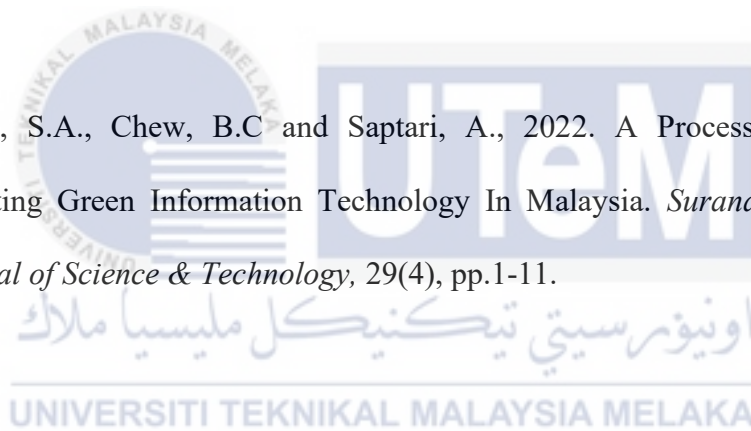 , S.A., Chew, B.C and Saptari, A., 2022. A Process
ting Green Information Technology In Malaysia. Surana
al of Science & Technology, 29(4), pp.1-11.
UTeM
اونيۏرسيتي تيكنيكل مليسيا ملاك
UNIVERSITI TEKNIKAL MALAYSIA MELAKA